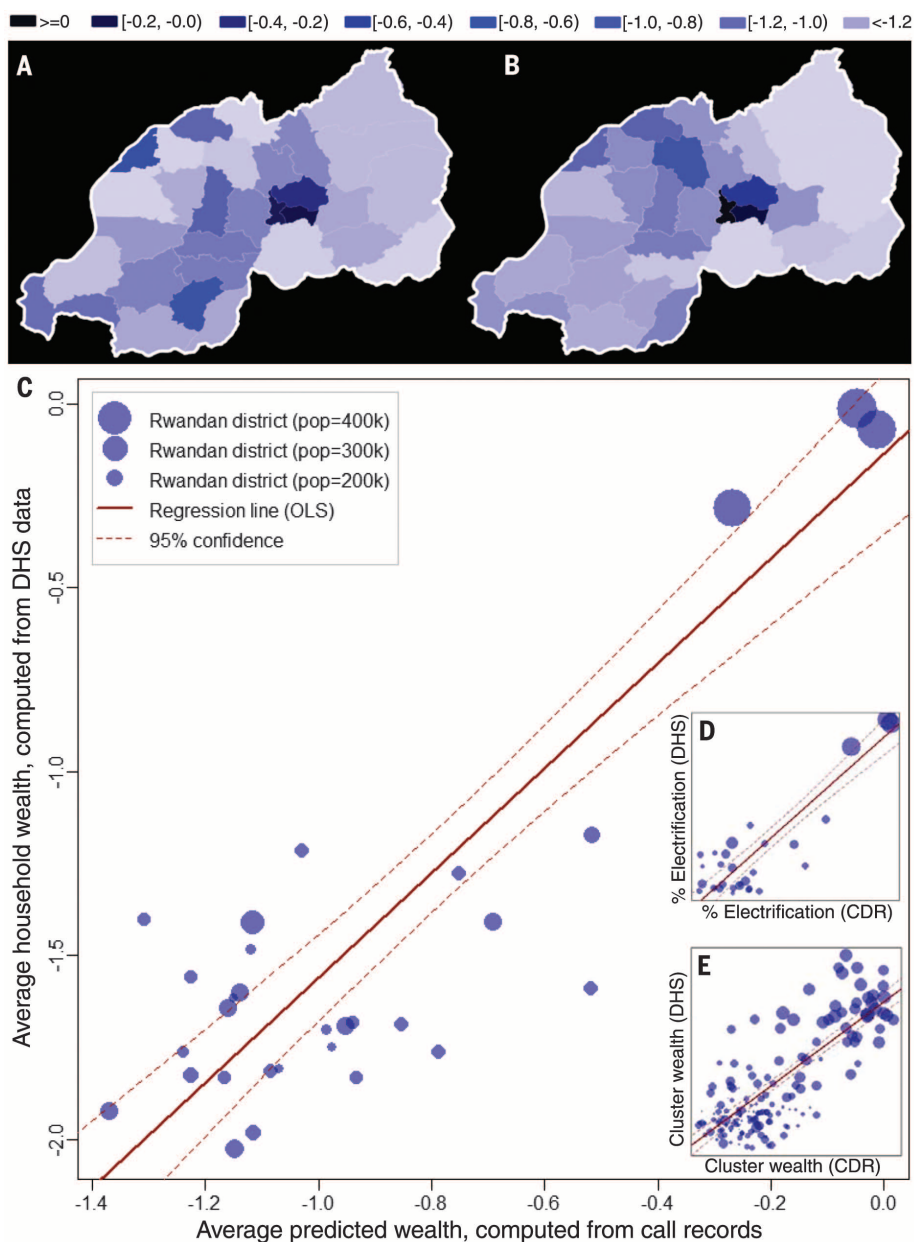 >=0 [-0.2, -0.0) [-0.4, -0.2) [-0.6, -0.4) [-0.8, -0.6) [-1.0, -0.8) [-1.2, -1.0) <-1.2
A B
C
Rwandan district (pop=400k)
Rwandan district (pop=300k)
Rwandan district (pop=200k)
Regression line (OLS)
95% confidence
Average household wealth, computed from DHS data
0.0
-0.5
-1.0
-1.5
-2.0
D
% Electrification (DHS)
% Electrification (CDR)
E
Cluster wealth (DHS)
Cluster wealth (CDR)
-1.4 -1.2 -1.0 -0.8 -0.6 -0.4 -0.2 0.0
Average predicted wealth, computed from call records